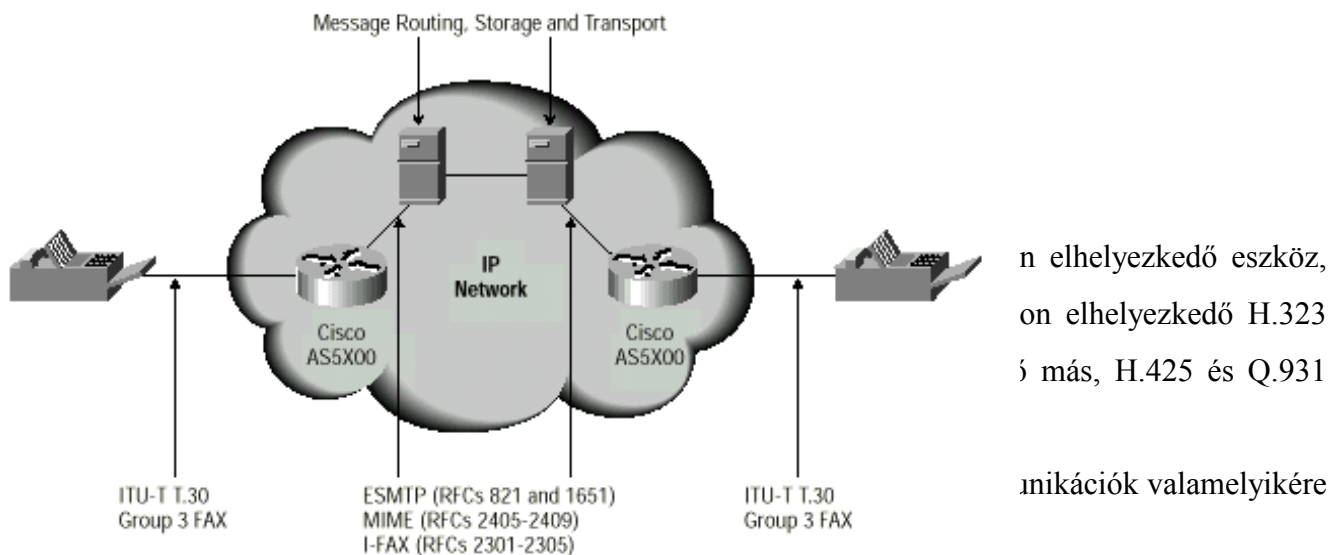 Message Routing, Storage and Transport
IP
Network
Cisco
AS5X00
Cisco
AS5X00
elhelyezkedő eszköz,
elhelyezkedő H.323
más, H.425 és Q.931
valamelyikére
ITU-T T.30
Group 3 FAX
ESMTP (RFCs 821 and 1651)
MIME (RFCs 2405-2409)
I-FAX (RFCs 2301-2305)
ITU-T T.30
Group 3 FAX